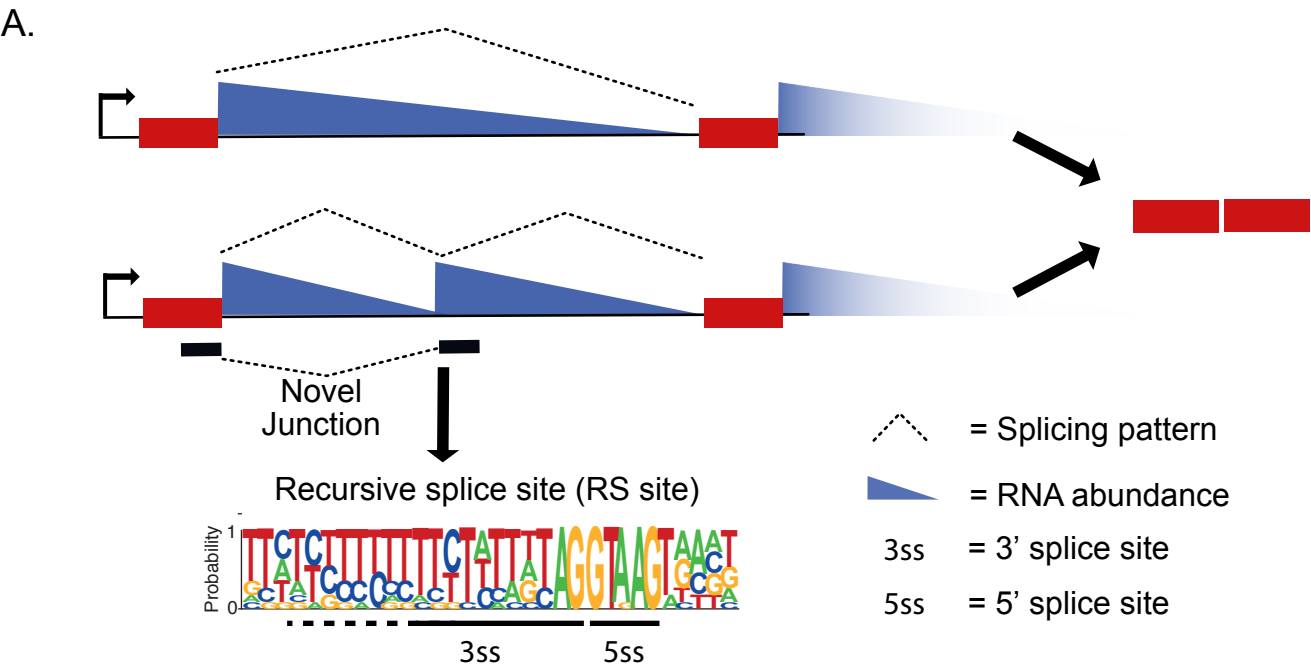 A.
Novel
Junction
= Splicing pattern
Recursive splice site (RS site)
= RNA abundance
Probability
1
0
3ss = 3’ splice site
5ss = 5’ splice site
3ss 5ss